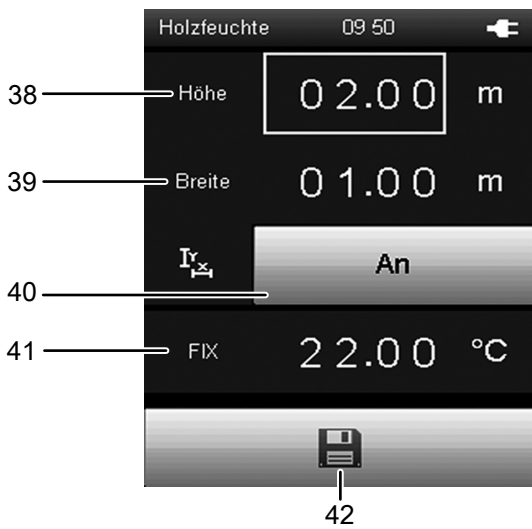 Holzfeuchte 09 50
38 Höhe 02.00 m
39 Breite 01.00 m
40 An
41 FIX 22.00 °C
42